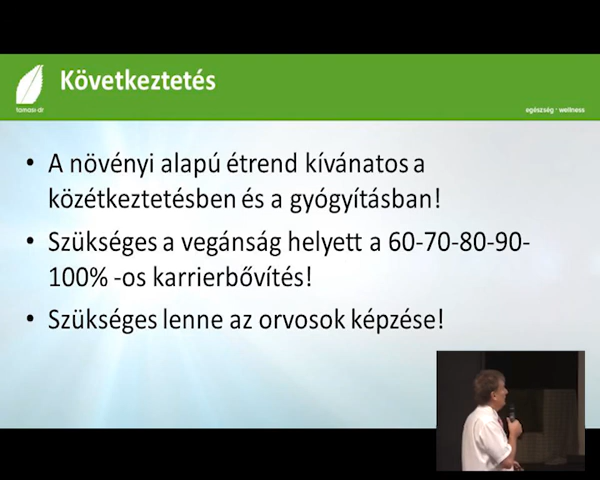 Következtetés
tamasi-dr
egészség - wellness
• A növényi alapú étrend kívánatos a
közétkeztetésben és a gyógyításban!
• Szükséges a vegánság helyett a 60-70-80-90-
100% -os karrierbővítés!
• Szükséges lenne az orvosok képzése!